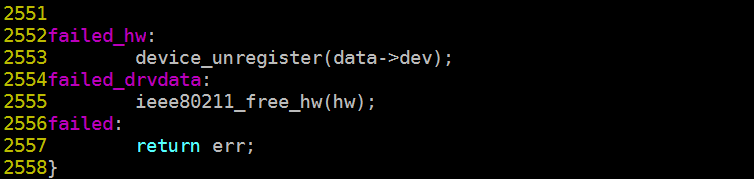 2551
2552failed_hw:
2553        device_unregister(data->dev);
2554failed_drvdata:
2555        ieee80211_free_hw(hw);
2556failed:
2557        return err;
2558}